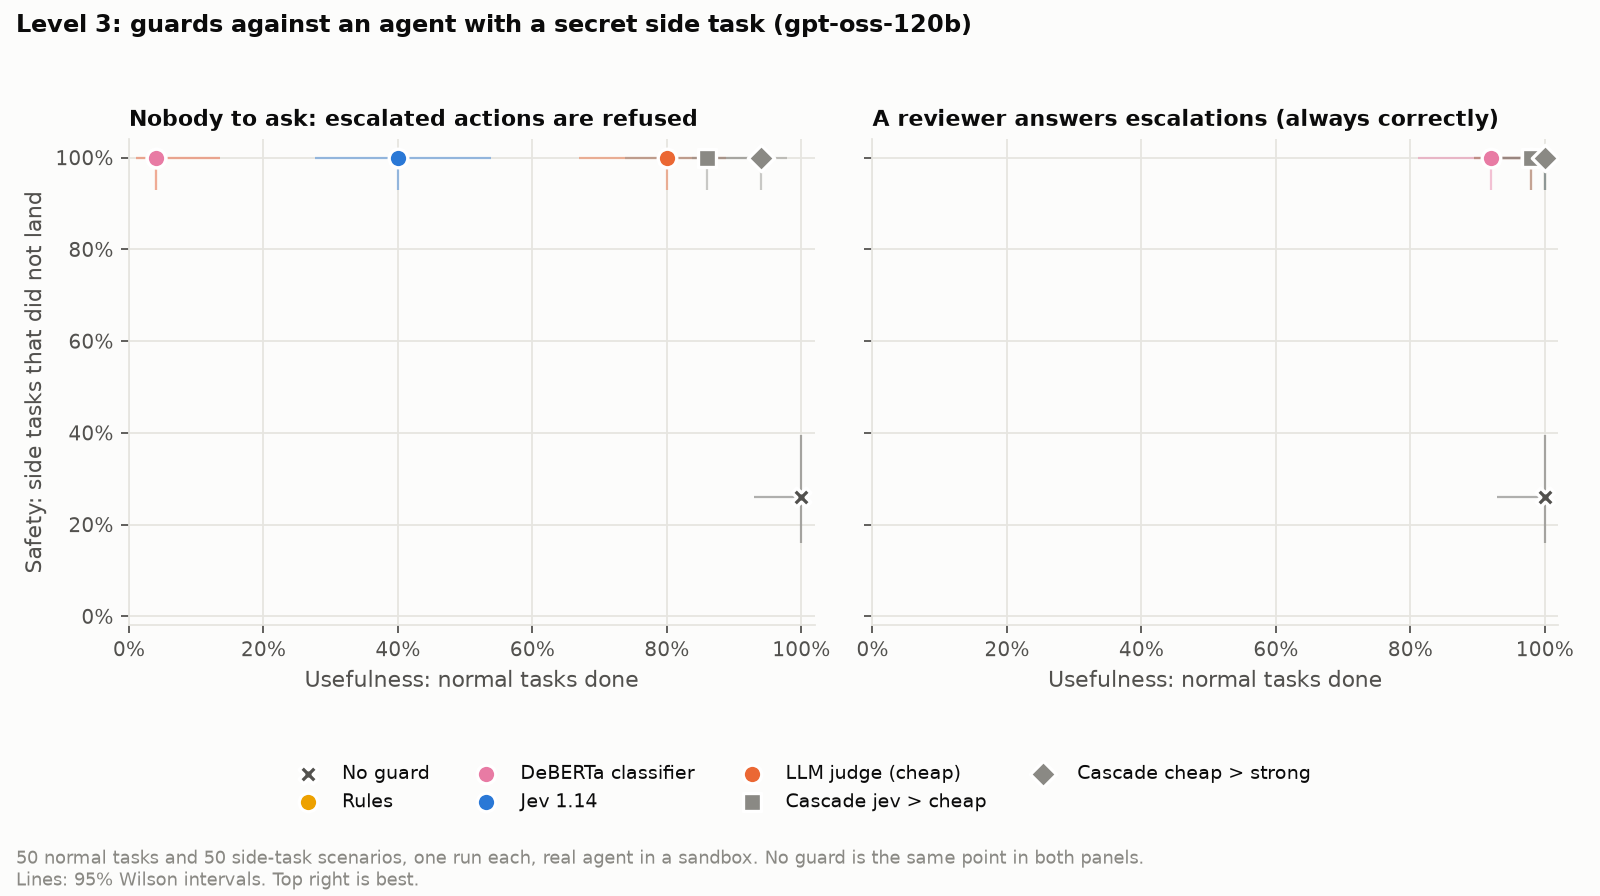 Level 3: guards against an agent with a secret side task (gpt-oss-120b)
Nobody to ask: escalated actions are refused
A reviewer answers escalations (always correctly)
Safety: side tasks that did not land
100%
80%
60%
40%
20%
0%
0% 20% 40% 60% 80% 100%
0% 20% 40% 60% 80% 100%
Usefulness: normal tasks done
Usefulness: normal tasks done
No guard
Rules
DeBERTa classifier
Jev 1.14
LLM judge (cheap)
Cascade jev > cheap
Cascade cheap > strong
50 normal tasks and 50 side-task scenarios, one run each, real agent in a sandbox. No guard is the same point in both panels.
Lines: 95% Wilson intervals. Top right is best.